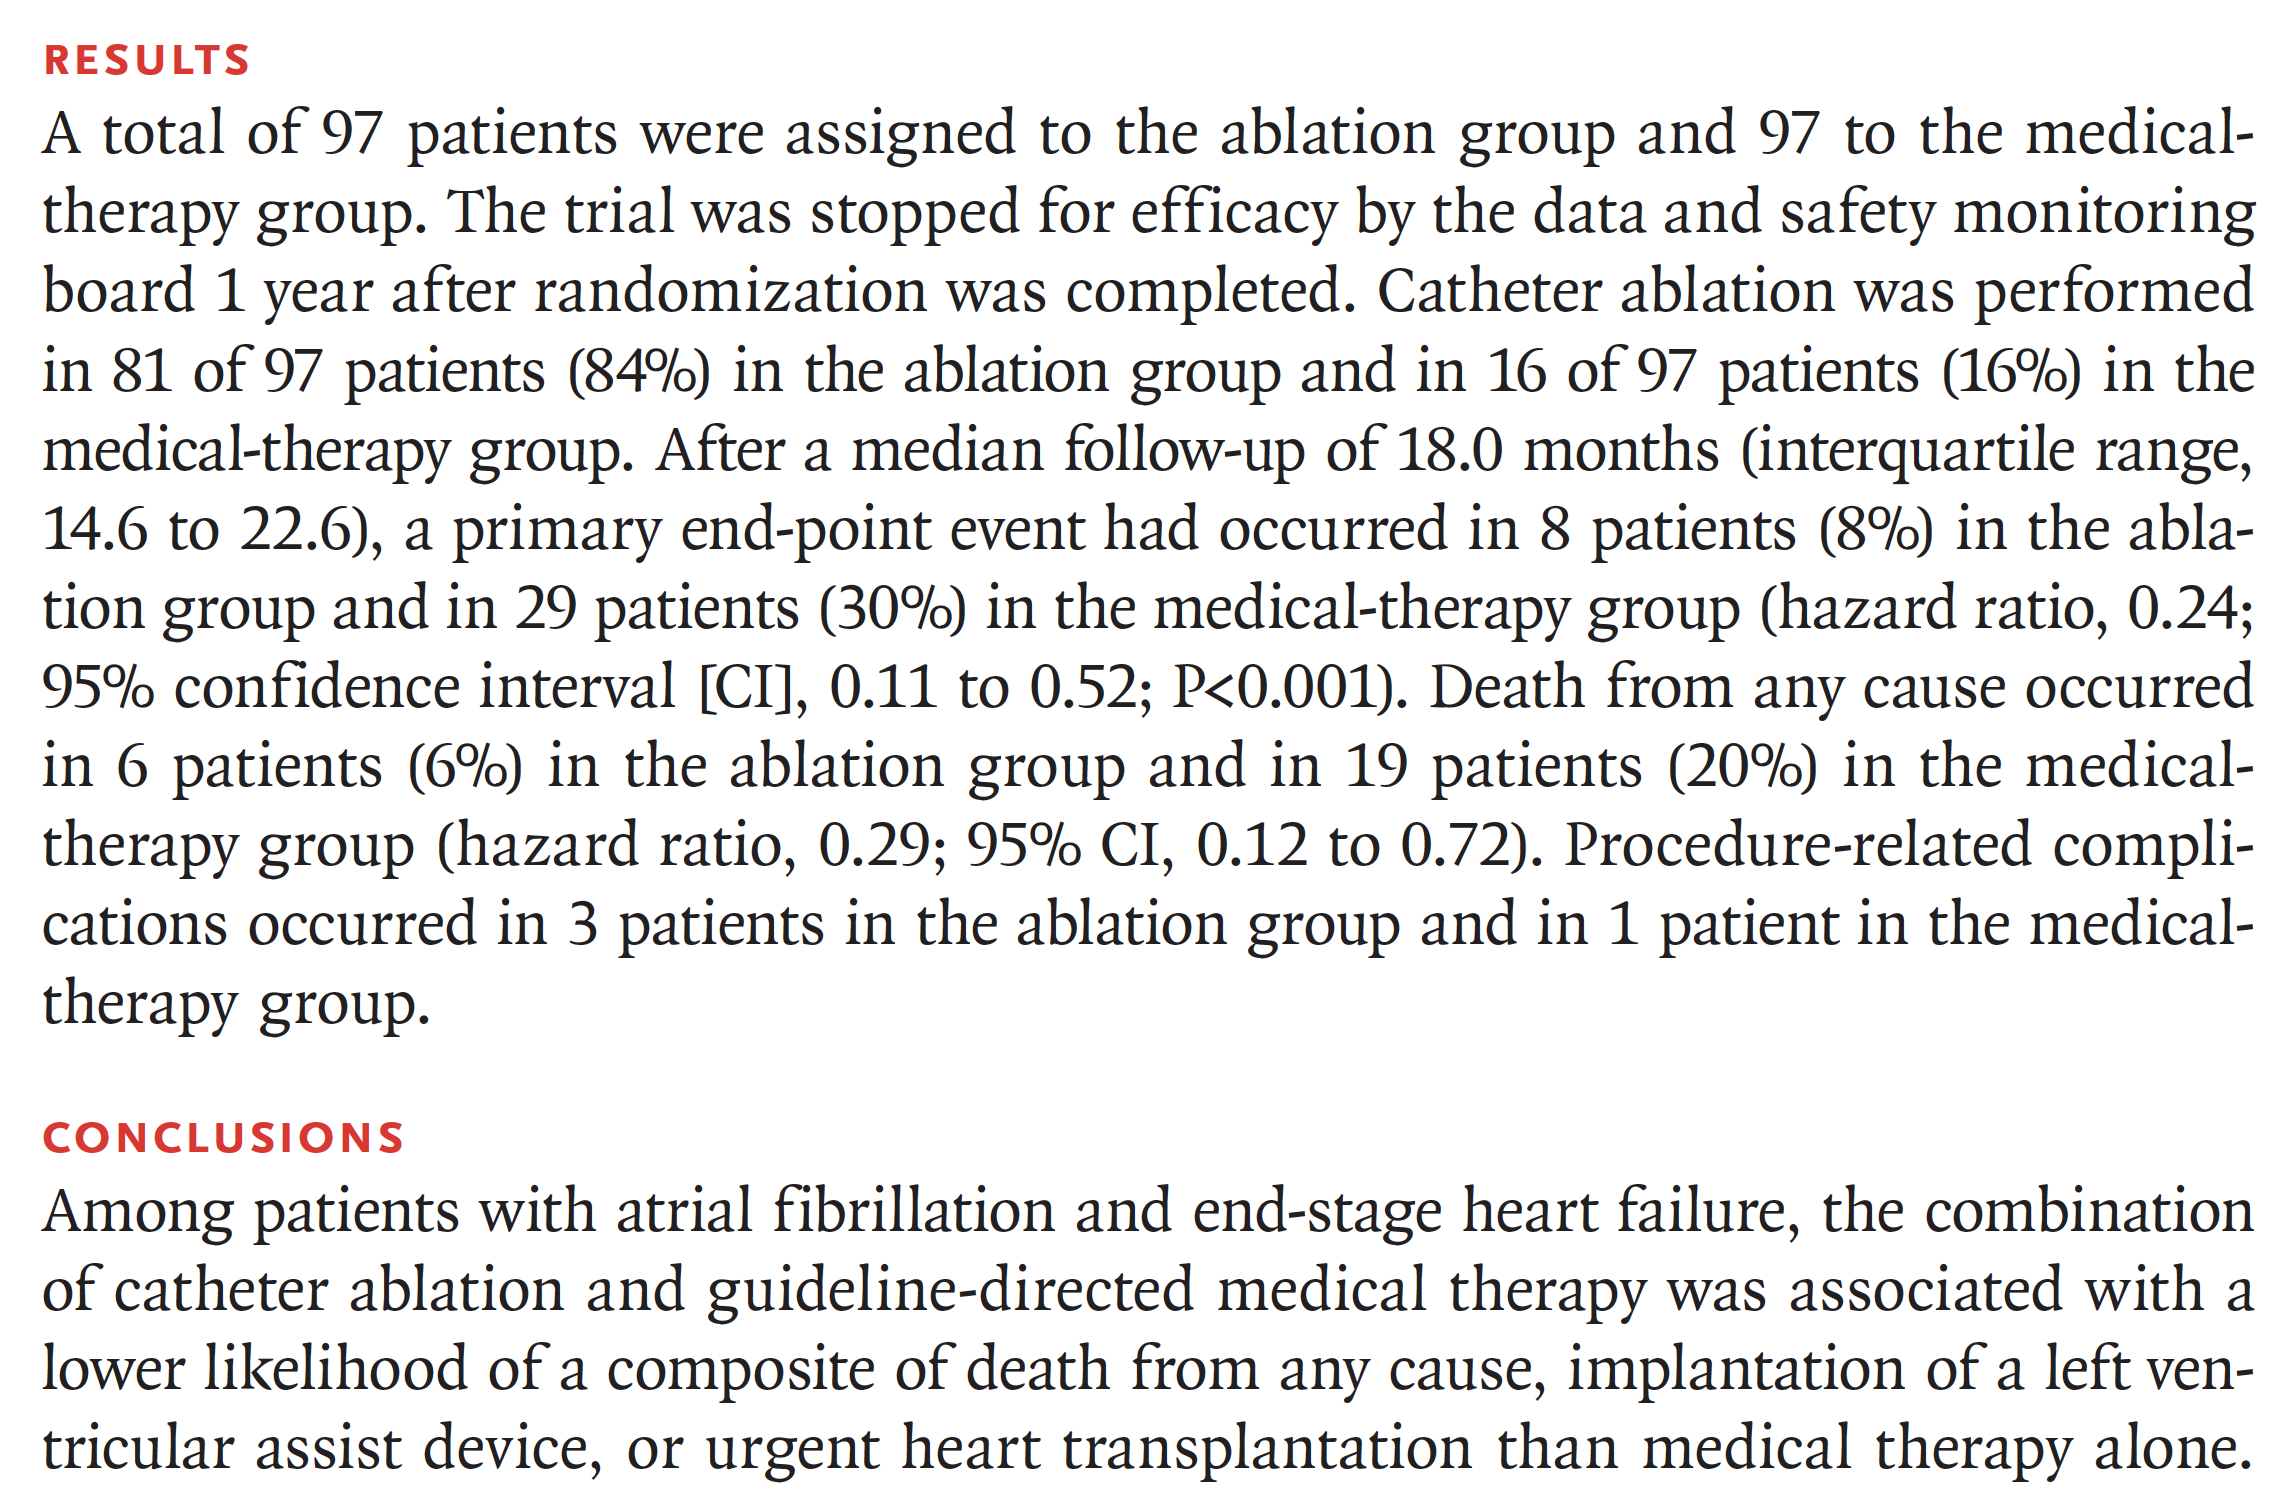 RESULTS
A total of 97 patients were assigned to the ablation group and 97 to the medical-
therapy group. The trial was stopped for efficacy by the data and safety monitoring
board 1 year after randomization was completed. Catheter ablation was performed
in 81 of 97 patients (84%) in the ablation group and in 16 of 97 patients (16%) in the
medical-therapy group. After a median follow-up of 18.0 months (interquartile range,
14.6 to 22.6), a primary end-point event had occurred in 8 patients (8%) in the abla-
tion group and in 29 patients (30%) in the medical-therapy group (hazard ratio, 0.24;
95% confidence interval [CI], 0.11 to 0.52; P<0.001). Death from any cause occurred
in 6 patients (6%) in the ablation group and in 19 patients (20%) in the medical-
therapy group (hazard ratio, 0.29; 95% CI, 0.12 to 0.72). Procedure-related compli-
cations occurred in 3 patients in the ablation group and in 1 patient in the medical-
therapy group.
CONCLUSIONS
Among patients with atrial fibrillation and end-stage heart failure, the combination
of catheter ablation and guideline-directed medical therapy was associated with a
lower likelihood of a composite of death from any cause, implantation of a left ven-
tricular assist device, or urgent heart transplantation than medical therapy alone.